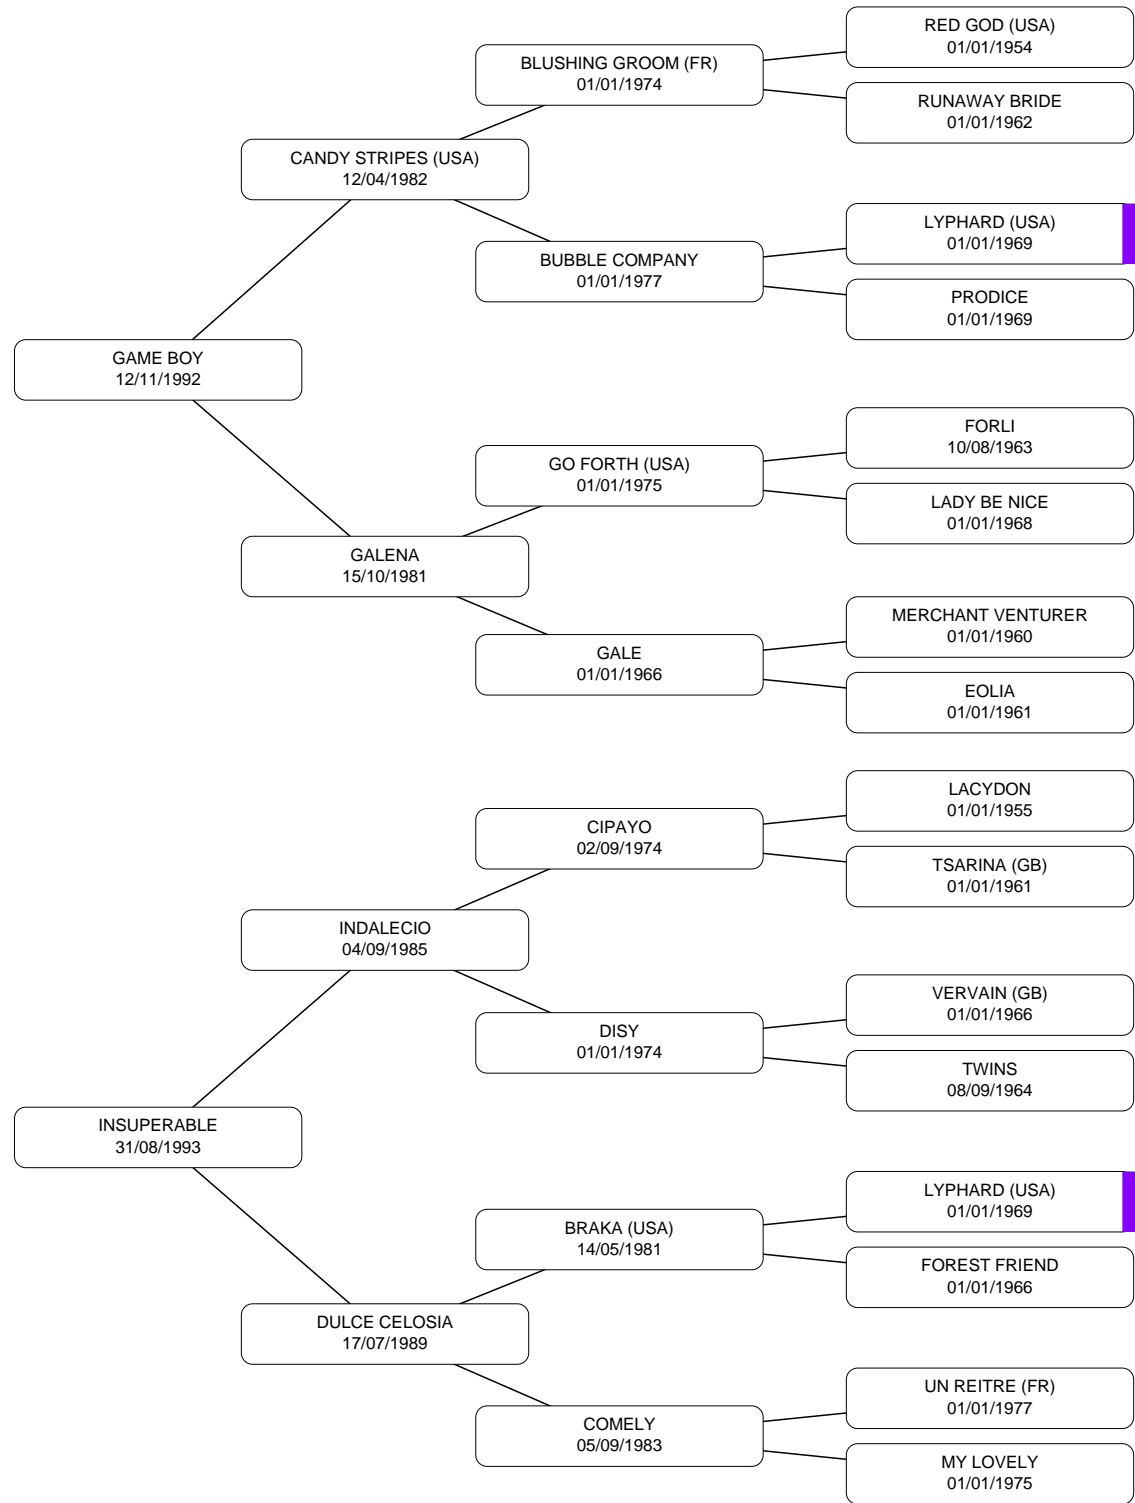 RED GOD (USA)
01/01/1954
BLUSHING GROOM (FR)
01/01/1974
RUNAWAY BRIDE
01/01/1962
CANDY STRIPES (USA)
12/04/1982
LYPHARD (USA)
01/01/1969
BUBBLE COMPANY
01/01/1977
PRODICE
01/01/1969
GAME BOY
12/11/1992
FORLI
10/08/1963
GO FORTH (USA)
01/01/1975
LADY BE NICE
01/01/1968
GALENA
15/10/1981
MERCHANT VENTURER
01/01/1960
GALE
01/01/1966
EOLIA
01/01/1961
LACYDON
01/01/1955
CIPAYO
02/09/1974
TSARINA (GB)
01/01/1961
INDALECIO
04/09/1985
VERVAIN (GB)
01/01/1966
DISY
01/01/1974
TWINS
08/09/1964
INSUPERABLE
31/08/1993
LYPHARD (USA)
01/01/1969
BRAKA (USA)
14/05/1981
FOREST FRIEND
01/01/1966
DULCE CELOSIA
17/07/1989
UN REITRE (FR)
01/01/1977
COMELY
05/09/1983
MY LOVELY
01/01/1975